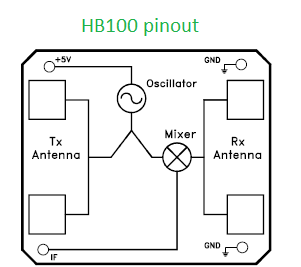 HB100 pinout
+5V
GND
Oscillator
Mixer
Tx
Antenna
Rx
Antenna
IF
GND